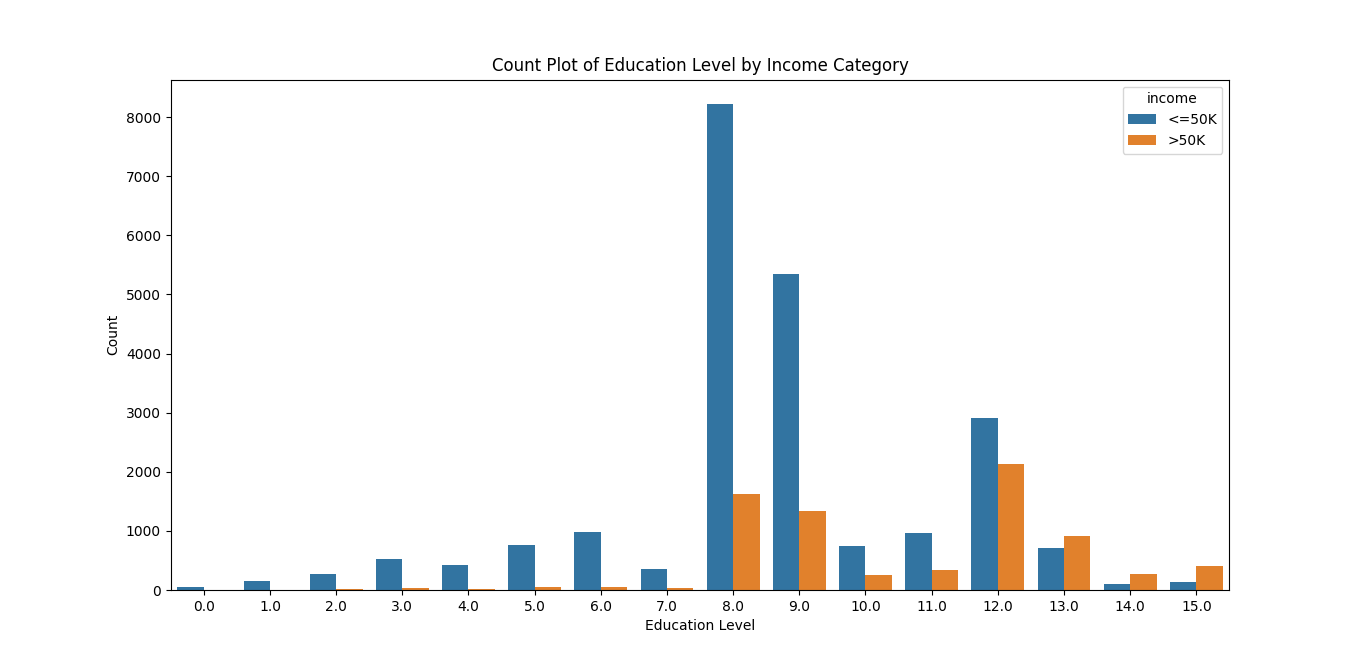 Count Plot of Education Level by Income Category
income
<=50K
>50K
Count
8000
7000
6000
5000
4000
3000
2000
1000
0
0.0 1.0 2.0 3.0 4.0 5.0 6.0 7.0 8.0 9.0 10.0 11.0 12.0 13.0 14.0 15.0
Education Level